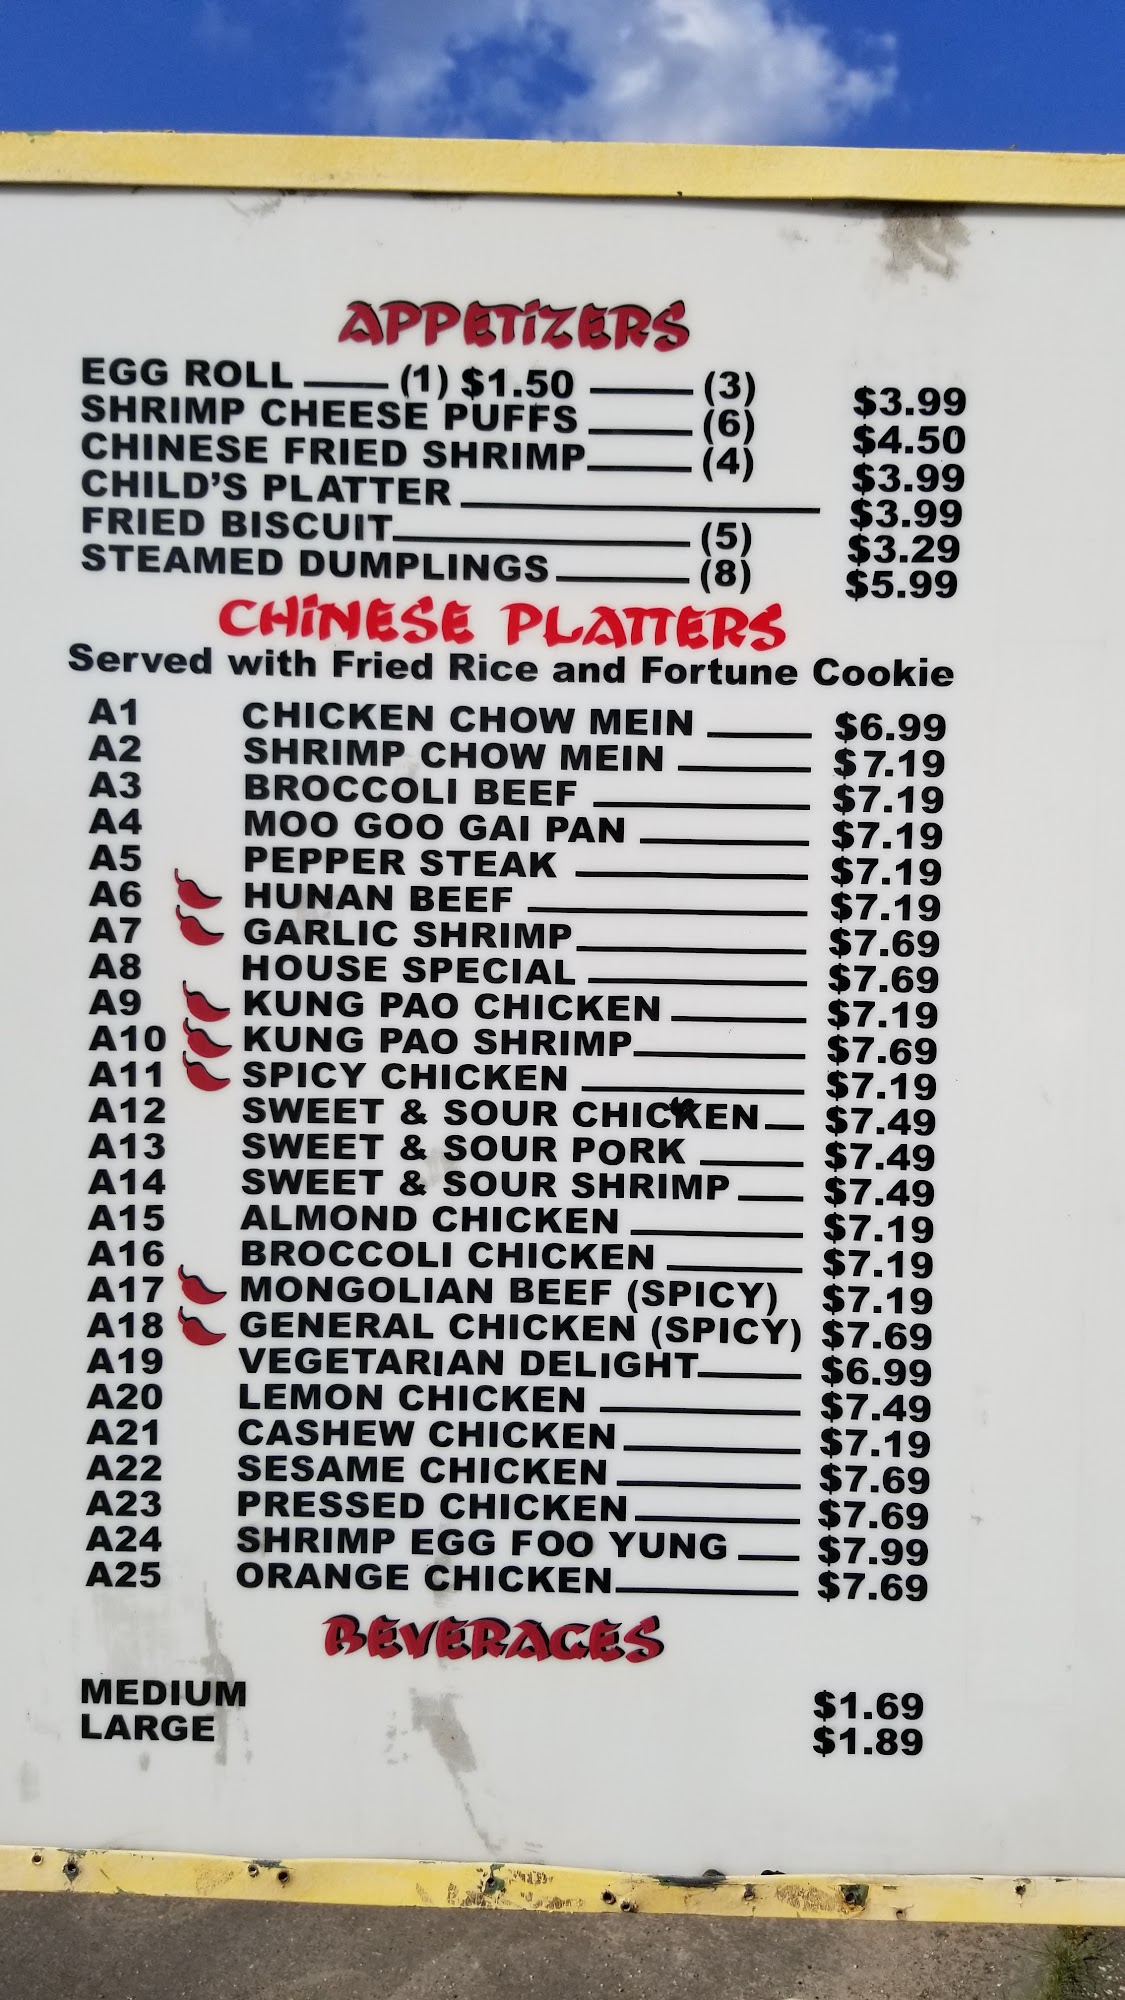 APPETIZERS
EGG ROLL (1) $1.50 (3) $3.99
SHRIMP CHEESE PUFFS (6) $4.50
CHINESE FRIED SHRIMP (4) $3.99
CHILD'S PLATTER $3.99
FRIED BISCUIT (5) $3.29
STEAMED DUMPLINGS (8) $5.99
CHINESE PLATTERS
Served with Fried Rice and Fortune Cookie
A1 CHICKEN CHOW MEIN $6.99
A2 SHRIMP CHOW MEIN $7.19
A3 BROCCOLI BEEF $7.19
A4 MOO GOO GAI PAN $7.19
A5 PEPPER STEAK $7.19
A6 HUNAN BEEF $7.19
A7 GARLIC SHRIMP $7.69
A8 HOUSE SPECIAL $7.69
A9 KUNG PAO CHICKEN $7.19
A10 KUNG PAO SHRIMP $7.69
A11 SPICY CHICKEN $7.19
A12 SWEET & SOUR CHICKEN $7.49
A13 SWEET & SOUR PORK $7.49
A14 SWEET & SOUR SHRIMP $7.49
A15 ALMOND CHICKEN $7.19
A16 BROCCOLI CHICKEN $7.19
A17 MONGOLIAN BEEF (SPICY) $7.19
A18 GENERAL CHICKEN (SPICY) $7.69
A19 VEGETARIAN DELIGHT $6.99
A20 LEMON CHICKEN $7.49
A21 CASHEW CHICKEN $7.19
A22 SESAME CHICKEN $7.69
A23 PRESSED CHICKEN $7.69
A24 SHRIMP EGG FOO YUNG $7.99
A25 ORANGE CHICKEN $7.69
BEVERAGES
MEDIUM $1.69
LARGE $1.89